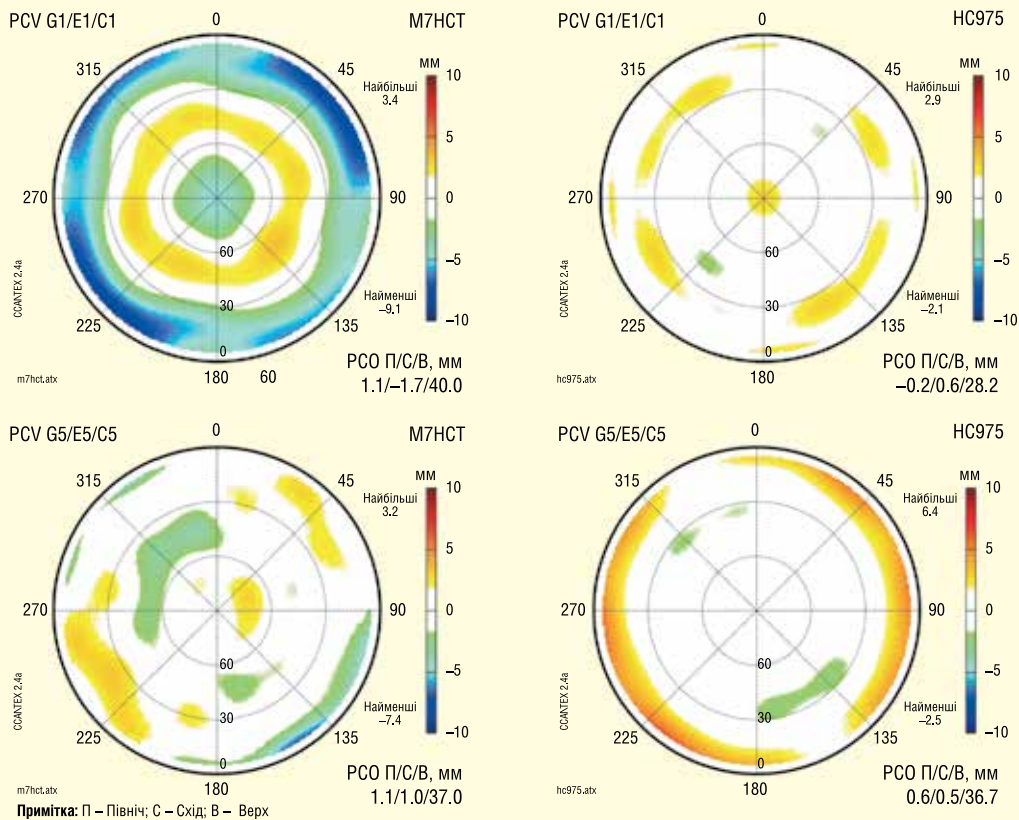 PCV G1/E1/C1
M7HCT
0
45
90
135
180
225
270
315
60
30
0
60
мм
10
5
0
–5
–10
Найбільші
3.4
Найменші
–9.1
CCANTEX 2.4a
m7hct.atx
РСО П/С/В, мм
1.1/–1.7/40.0
PCV G1/E1/C1
HC975
0
45
90
135
180
225
270
315
60
30
0
мм
10
5
0
–5
–10
Найбільші
2.9
Найменші
–2.1
CCANTEX 2.4a
hc975.atx
РСО П/С/В, мм
–0.2/0.6/28.2
PCV G5/E5/C5
M7HCT
0
45
90
135
180
225
270
315
60
30
0
мм
10
5
0
–5
–10
Найбільші
3.2
Найменші
–7.4
CCANTEX 2.4a
m7hct.atx
РСО П/С/В, мм
1.1/1.0/37.0
PCV G5/E5/C5
HC975
0
45
90
135
180
225
270
315
60
30
0
мм
10
5
0
–5
–10
Найбільші
6.4
Найменші
–2.5
CCANTEX 2.4a
hc975.atx
РСО П/С/В, мм
0.6/0.5/36.7
Примітка: П – Північ; С – Схід; В – Верх